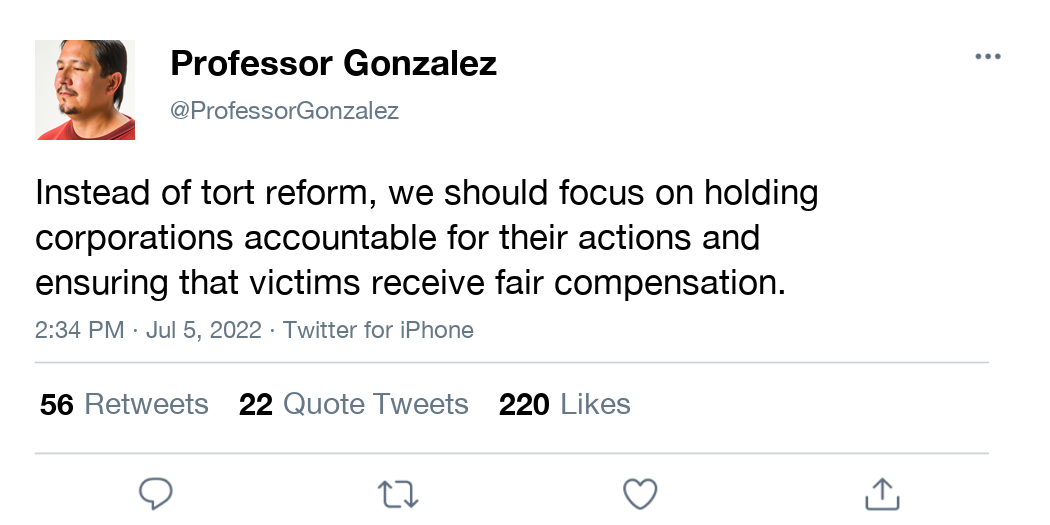 Professor Gonzalez
@ProfessorGonzalez
Instead of tort reform, we should focus on holding
corporations accountable for their actions and
ensuring that victims receive fair compensation.
2:34 PM · Jul 5, 2022 · Twitter for iPhone
56 Retweets 22 Quote Tweets 220 Likes